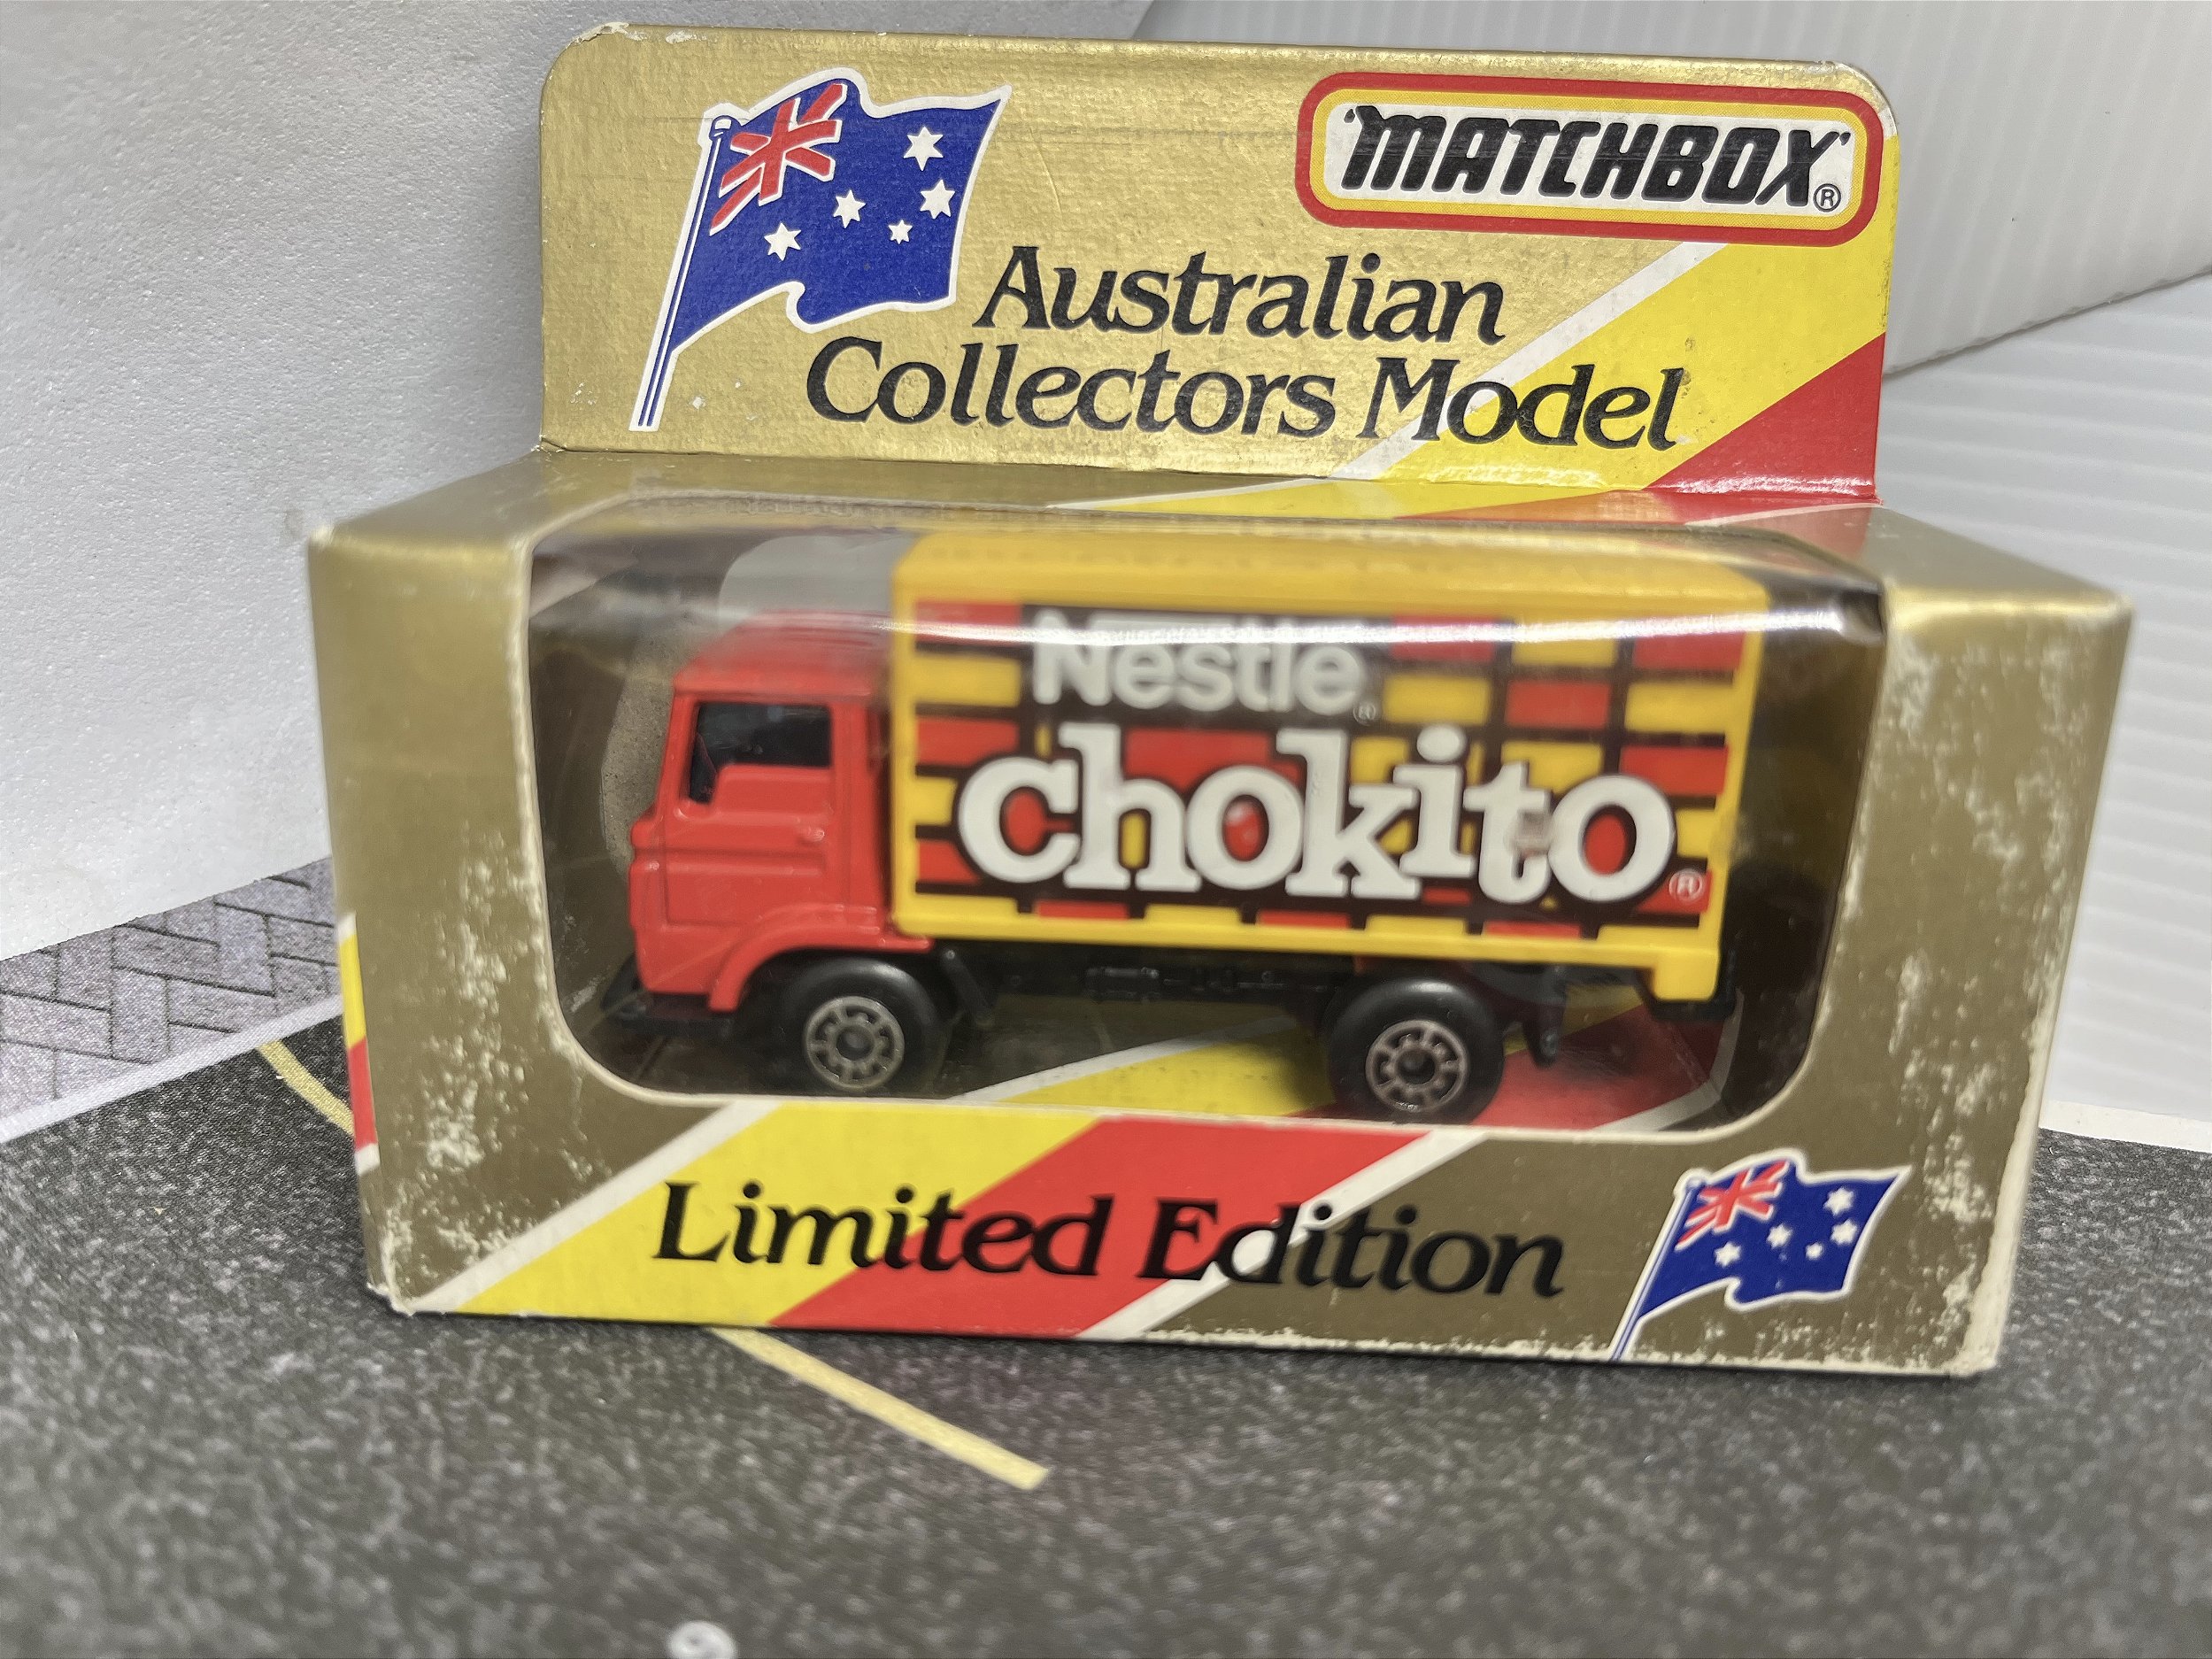 'MATCHBOX' ®
Australian
Collectors Model
Nestle ®
chokito ®
Limited Edition